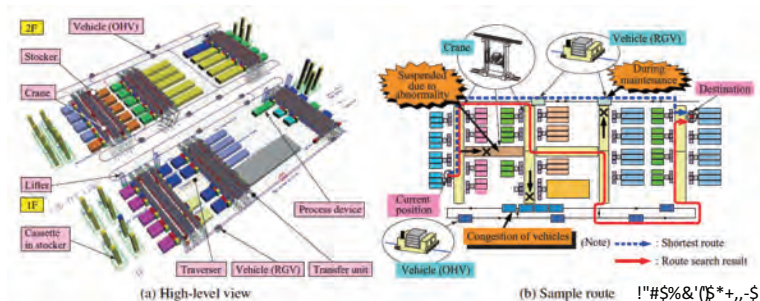 2F
Vehicle (OHV)
Stocker
Crane
Lifter
1F
Cassette
in stocker
Traverser
Vehicle (RGV)
Transfer unit
Process device
(a) High-level view
Crane
Vehicle (RGV)
Suspended
due to
abnormality
During
maintenance
Destination
Current
position
Congestion of vehicles
Vehicle (OHV)
(Note)
: Shortest route
: Route search result
(b) Sample route